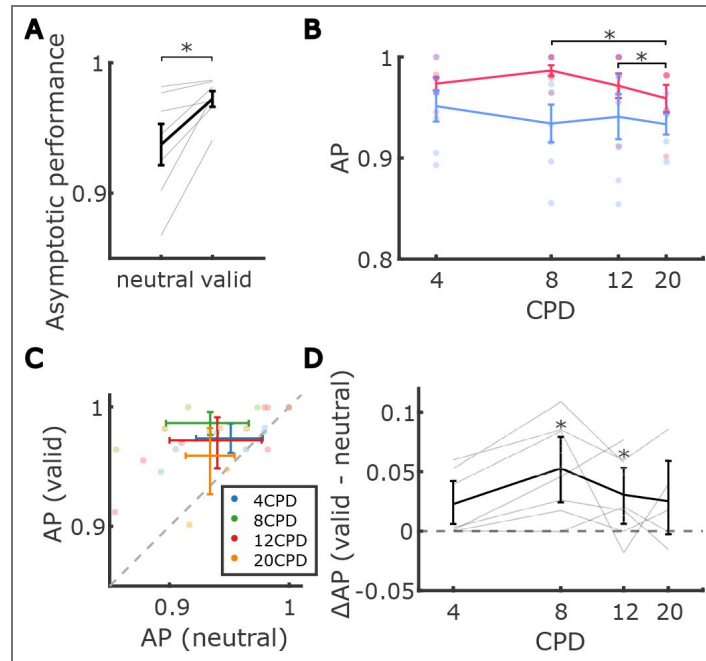 A
*
1
0.9
Asymptotic performance
neutral valid
B
*
*
1
0.9
0.8
AP
4 8 12 20
CPD
C
1
0.9
AP (valid)
4CPD
8CPD
12CPD
20CPD
0.9 1
AP (neutral)
D
0.1
0.05
0
-0.05
ΔAP (valid - neutral)
*
*
4 8 12 20
CPD